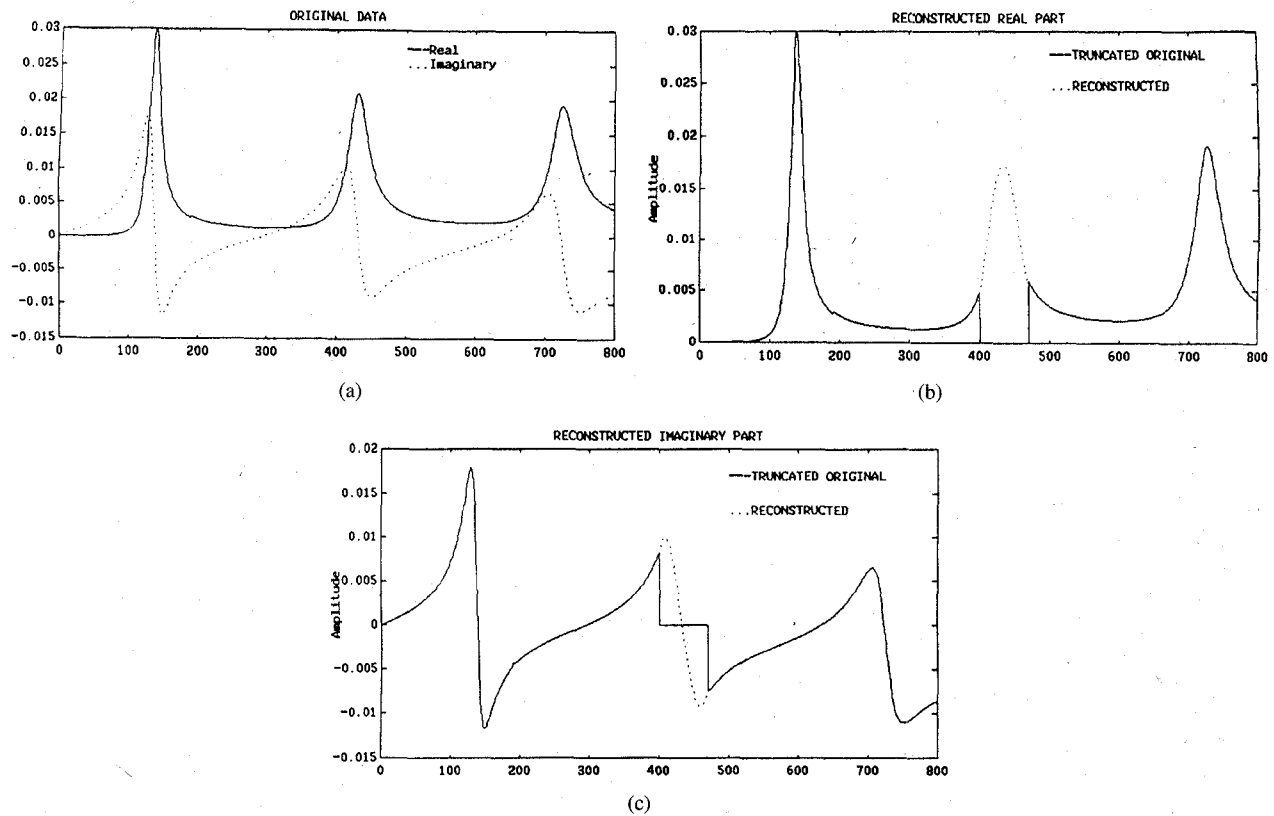 ORIGINAL DATA
0.03
0.025
0.02
0.015
0.01
0.005
0
-0.005
-0.01
-0.015
——Real
...Imaginary
0 100 200 300 400 500 600 700 800
(a)
RECONSTRUCTED REAL PART
0.03
0.025
0.02
0.015
0.01
0.005
0
Amplitude
——TRUNCATED ORIGINAL
...RECONSTRUCTED
0 100 200 300 400 500 600 700 800
(b)
RECONSTRUCTED IMAGINARY PART
0.02
0.015
0.01
0.005
0
-0.005
-0.01
-0.015
Amplitude
——TRUNCATED ORIGINAL
...RECONSTRUCTED
0 100 200 300 400 500 600 700 800
(c)